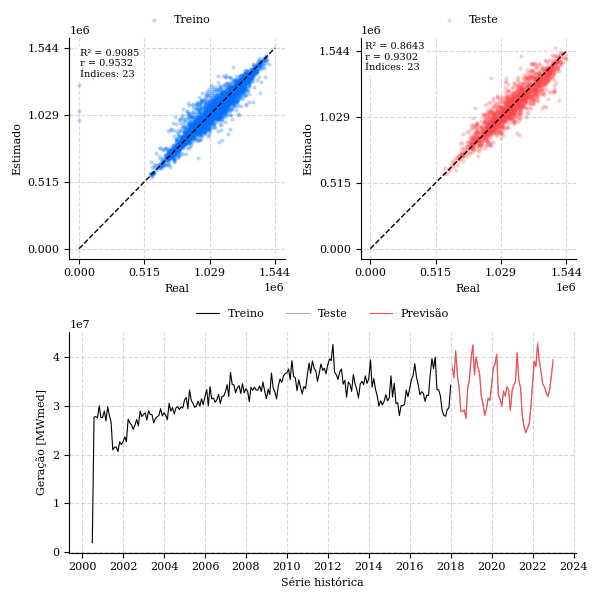 Treino
1e6
R² = 0.9085
r = 0.9532
Índices: 23
Estimado
1.544
1.029
0.515
0.000
0.000 0.515 1.029 1.544
1e6
Real
Teste
1e6
R² = 0.8643
r = 0.9302
Índices: 23
Estimado
1.544
1.029
0.515
0.000
0.000 0.515 1.029 1.544
1e6
Real
Treino Teste Previsão
1e7
Geração [MWmed]
4
3
2
1
0
2000 2002 2004 2006 2008 2010 2012 2014 2016 2018 2020 2022 2024
Série histórica